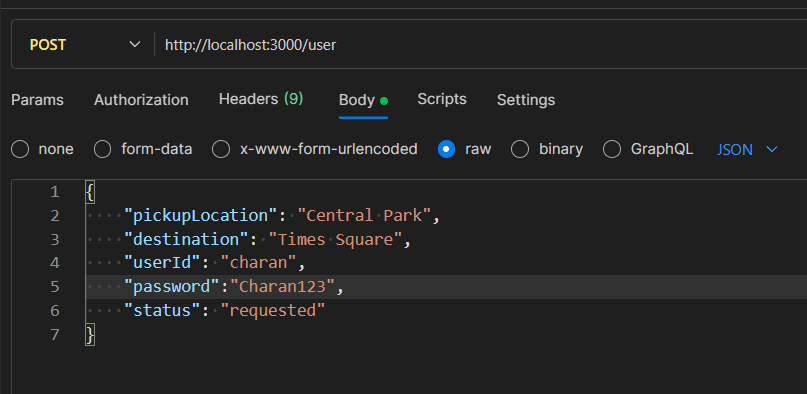 POST http://localhost:3000/user
Params Authorization Headers (9) Body Scripts Settings
none form-data x-www-form-urlencoded raw binary GraphQL JSON
1 {
2 "pickupLocation": "Central Park",
3 "destination": "Times Square",
4 "userId": "charan",
5 "password":"Charan123",
6 "status": "requested"
7 }